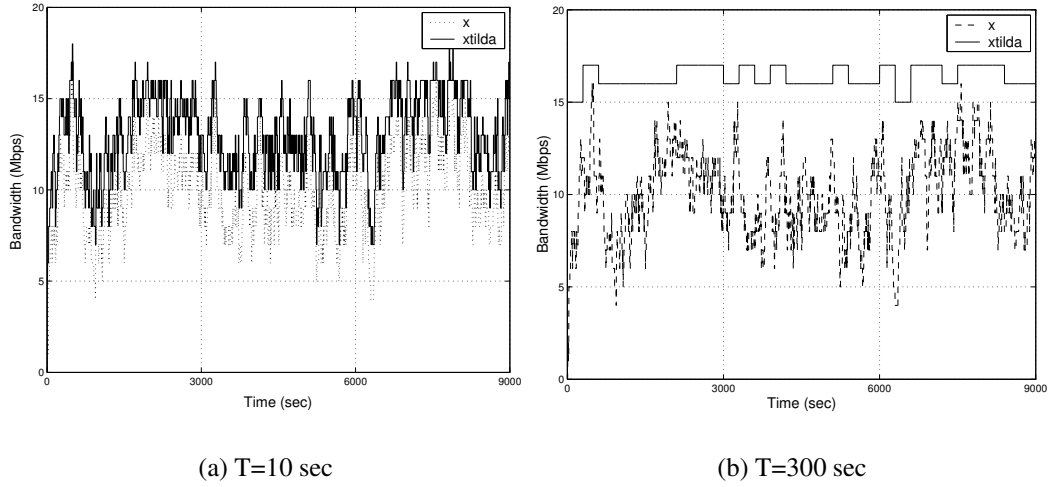 x
xtilda
20
15
10
5
0
Bandwidth (Mbps)
0
3000
6000
9000
Time (sec)
(a) T=10 sec
x
xtilda
20
15
10
5
0
Bandwidth (Mbps)
0
3000
6000
9000
Time (sec)
(b) T=300 sec